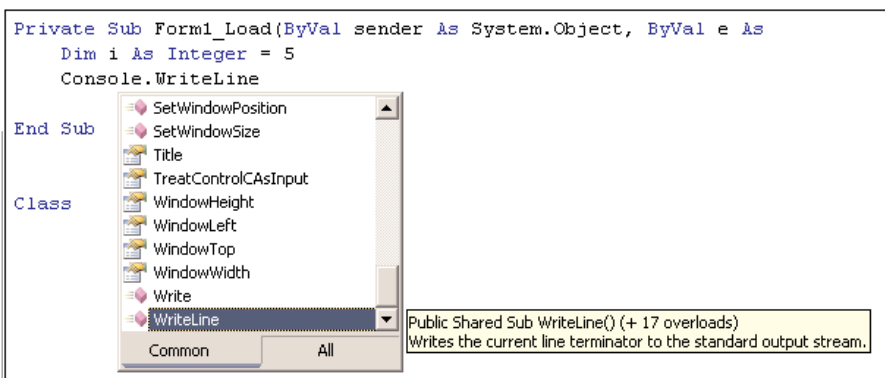 Private Sub Form1_Load(ByVal sender As System.Object, ByVal e As
Dim i As Integer = 5
Console.WriteLine
End Sub
Class
SetWindowPosition
SetWindowSize
Title
TreatControlCAsInput
WindowHeight
WindowLeft
WindowTop
WindowWidth
Write
WriteLine
Common All
Public Shared Sub WriteLine() (+ 17 overloads)
Writes the current line terminator to the standard output stream.